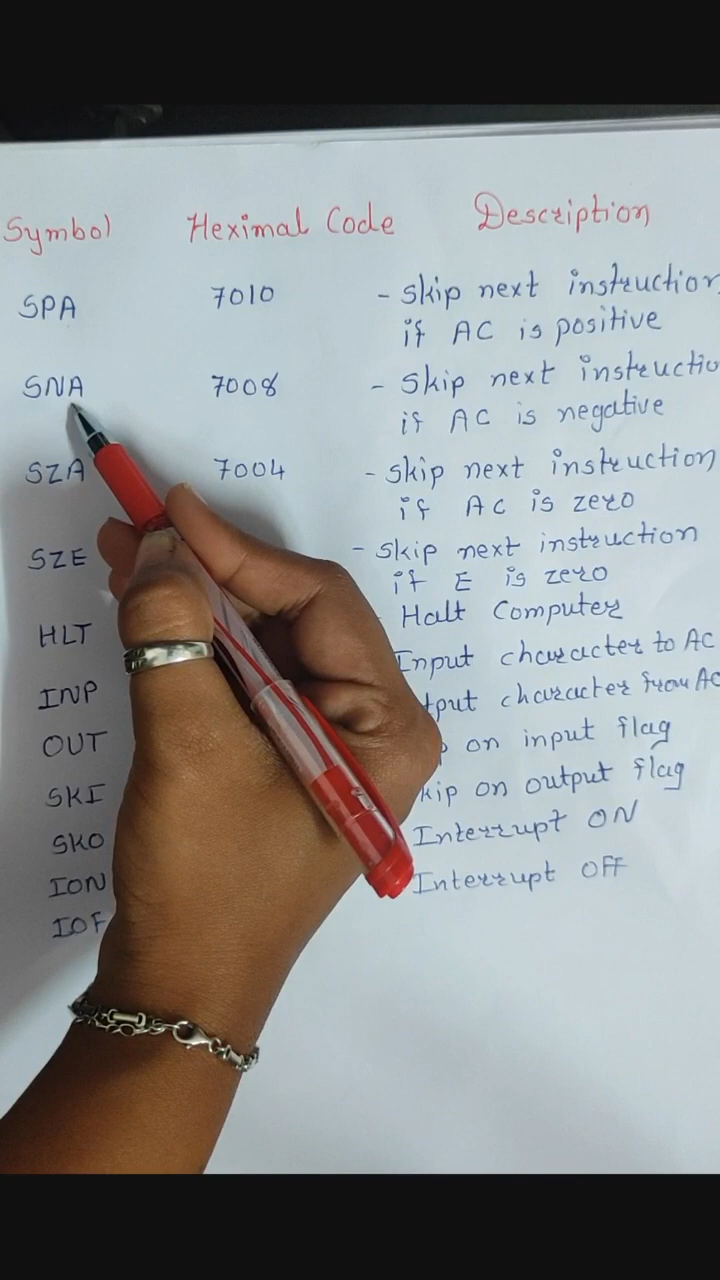 Symbol Heximal Code Description
SPA 7010 - Skip next instruction
if AC is positive
SNA 7008 - Skip next instructio
if AC is negative
SZA 7004 - Skip next instruction
if AC is zero
SZE - Skip next instruction
if E is zero
HLT Halt Computer
INP Input character to AC
OUT tput character from AC
SKI on input flag
SKO kip on output flag
ION Interrupt ON
IOF Interrupt OFF